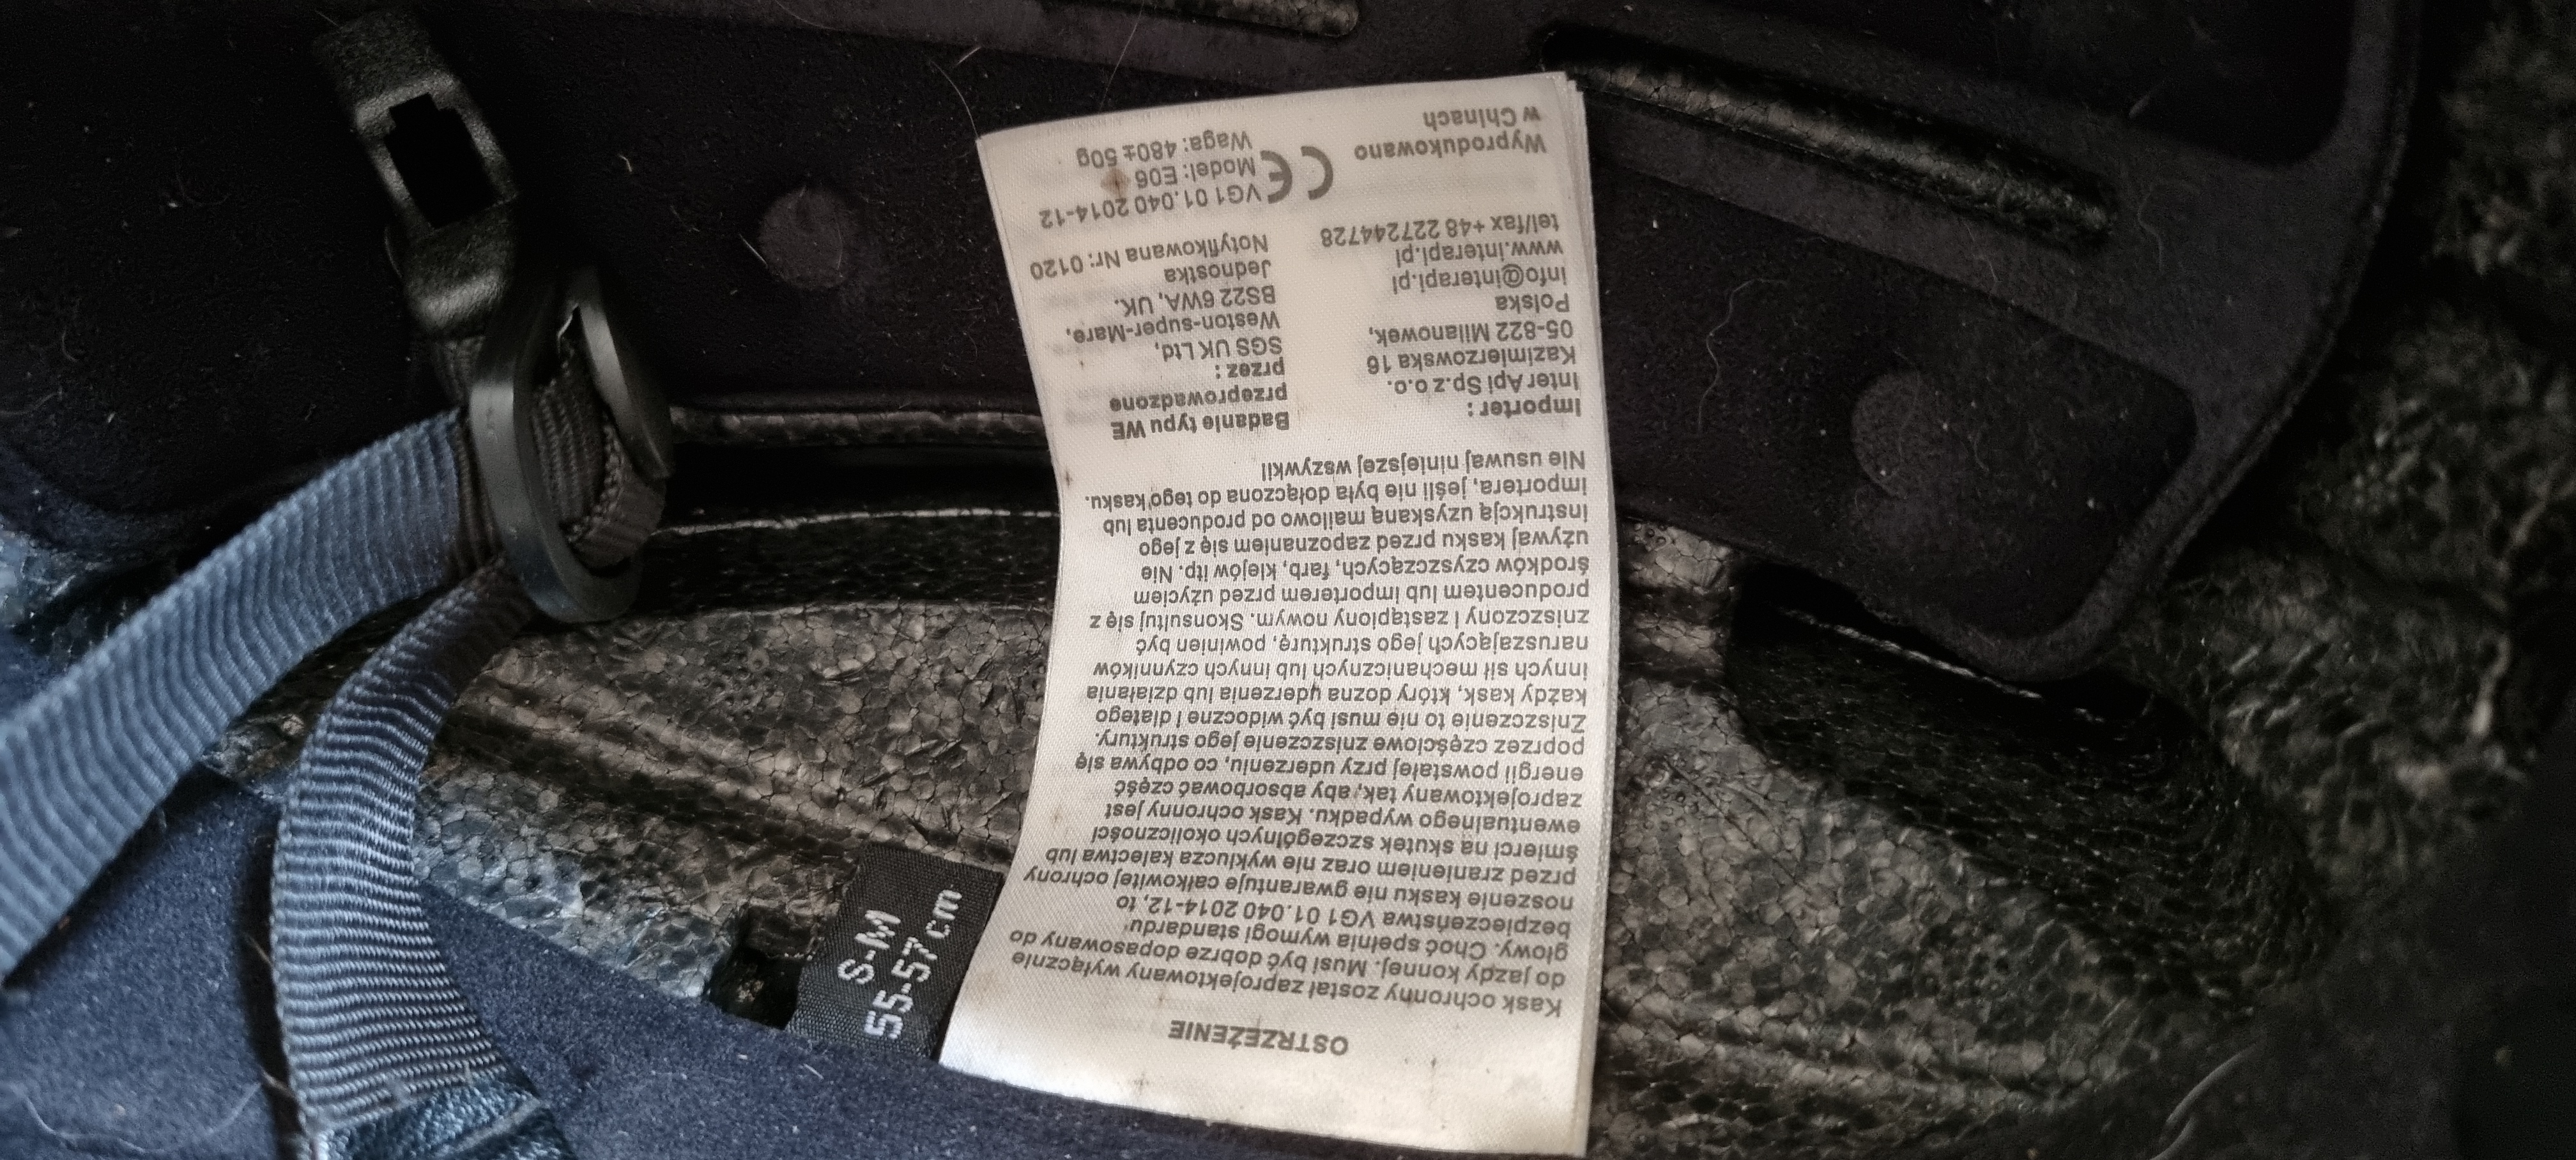 OSTRZEŻENIE
Kask ochronny został zaprojektowany wyłącznie
do jazdy konnej. Musi być dobrze dopasowany do
głowy. Choć spełnia wymogi standardu
bezpieczeństwa VG1 01.040 2014-12, to
noszenie kasku nie gwarantuje całkowitej ochrony
przed zranieniem oraz nie wyklucza kalectwa lub
śmierci na skutek szczególnych okoliczności
ewentualnego wypadku. Kask ochronny jest
zaprojektowany tak, aby absorbować część
energii powstałej przy uderzeniu, co odbywa się
poprzez częściowe zniszczenie jego struktury.
Zniszczenie to nie musi być widoczne i dlatego
każdy kask, który dozna uderzenia lub działania
innych sił mechanicznych lub innych czynników
naruszających jego strukturę, powinien być
zniszczony i zastąpiony nowym. Skonsultuj się z
producentem lub importerem przed użyciem
środków czyszczących, farb, klejów itp. Nie
używaj kasku przed zapoznaniem się z jego
instrukcją uzyskaną mailowo od producenta lub
importera, jeśli nie była dołączona do tego kasku.
Nie usuwaj niniejszej wszywki!
Importer :
InterApi Sp.z o.o.
Kazimierzowska 16
05-822 Milanowek,
Polska
info@interapi.pl
www.interapi.pl
tel/fax +48 227244728
Wyprodukowano
w Chinach
CE
Badanie typu WE
przeprowadzone
przez :
SGS UK Ltd,
Weston-super-Mare,
BS22 6WA, UK.
Jednostka
Notyfikowana Nr: 0120
VG1 01.040 2014-12
Model: E06
Waga: 480±50g
S-M
55-57 cm